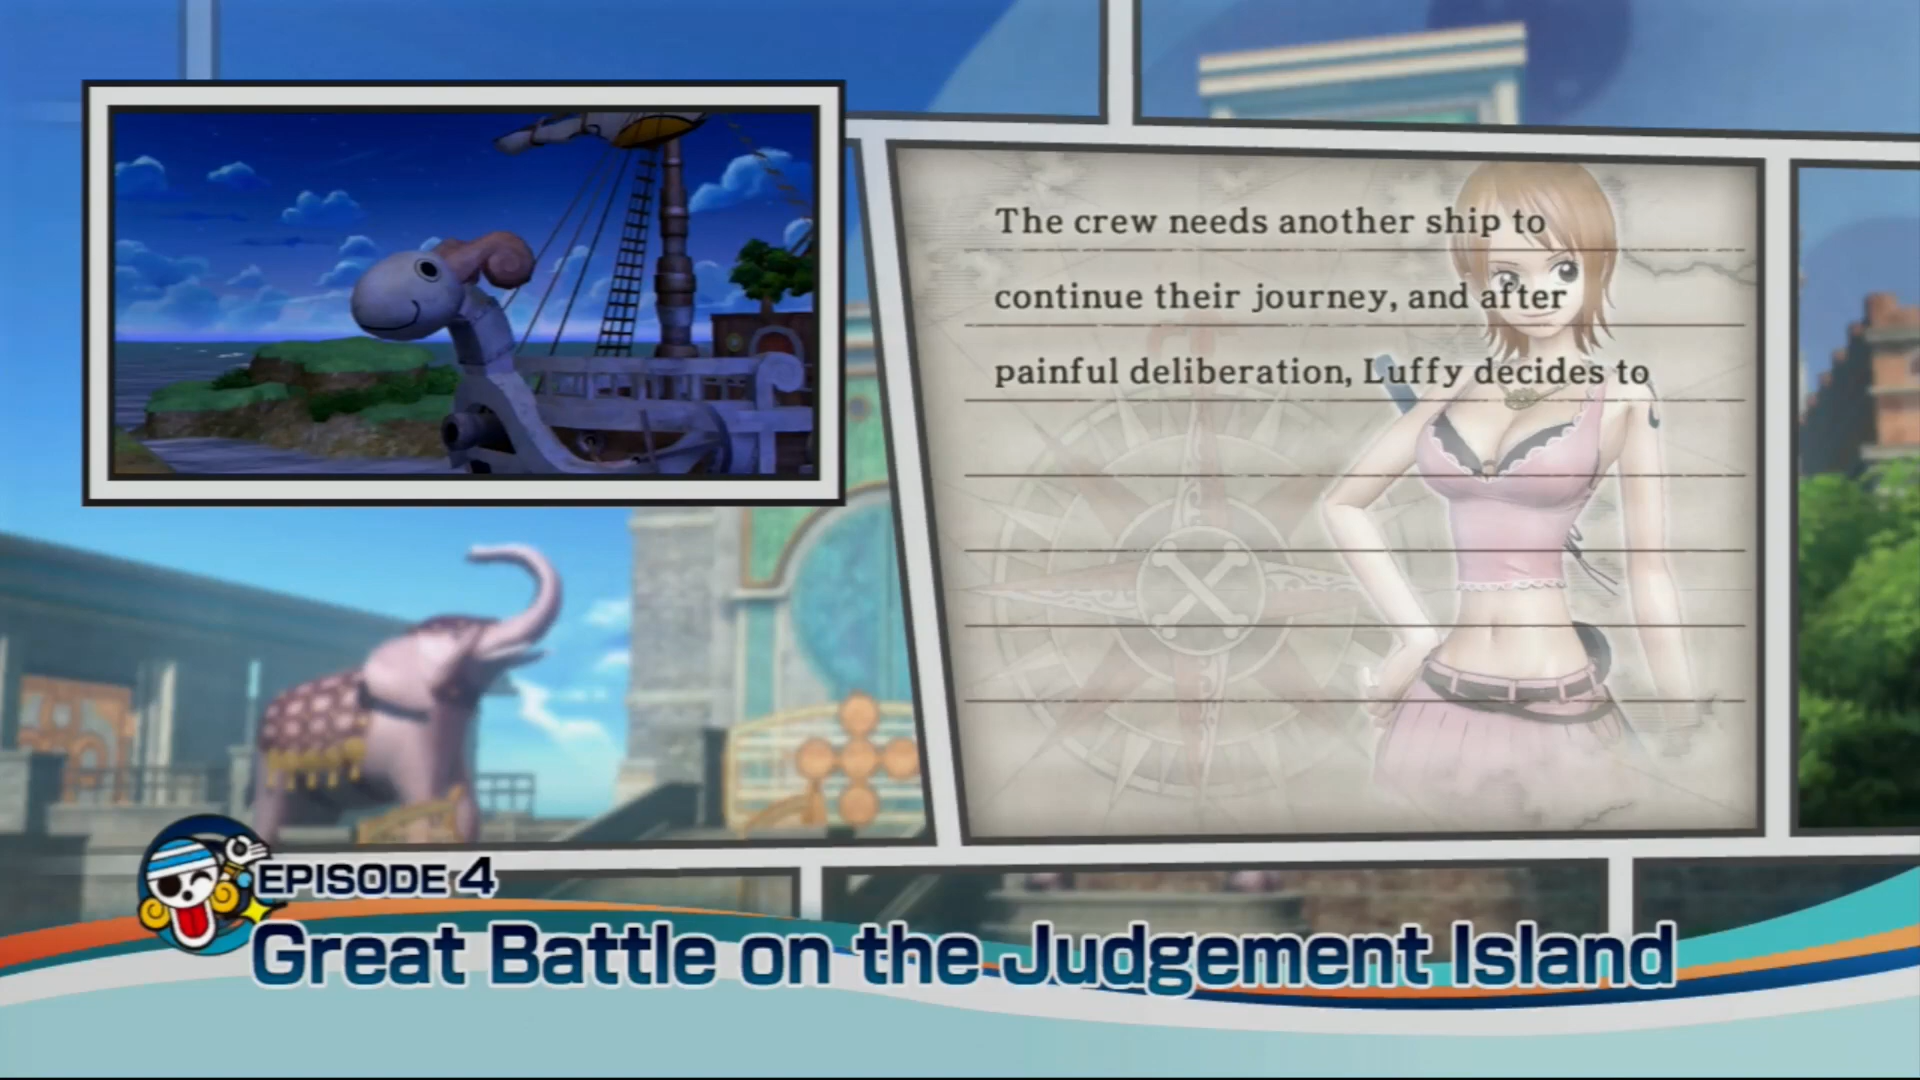 The crew needs another ship to
continue their journey, and after
painful deliberation, Luffy decides to
EPISODE 4
Great Battle on the Judgement Island